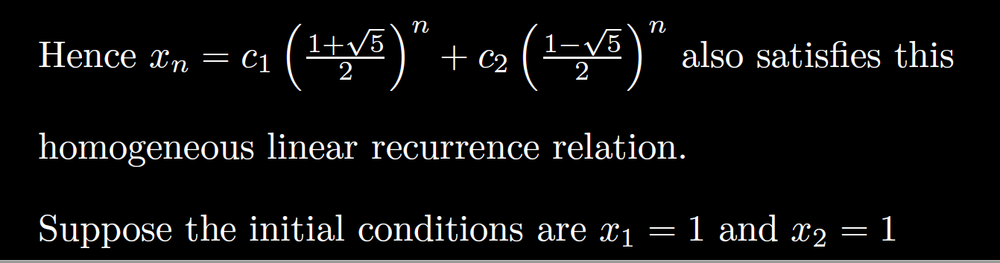 Hence $x_n = c_1 \left(\frac{1+\sqrt{5}}{2}\right)^n + c_2 \left(\frac{1-\sqrt{5}}{2}\right)^n$ also satisfies this
homogeneous linear recurrence relation.
Suppose the initial conditions are $x_1 = 1$ and $x_2 = 1$